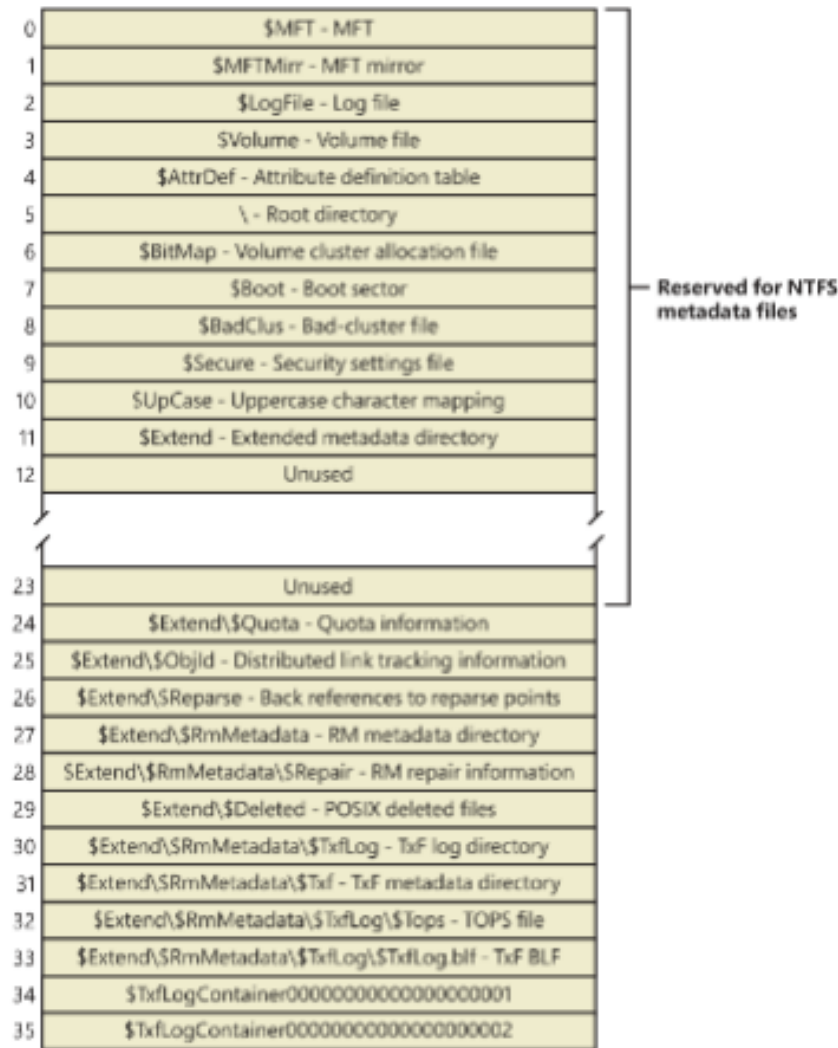 0 $MFT - MFT
1 $MFTMirr - MFT mirror
2 $LogFile - Log file
3 $Volume - Volume file
4 $AttrDef - Attribute definition table
5 \ - Root directory
6 $BitMap - Volume cluster allocation file
7 $Boot - Boot sector
8 $BadClus - Bad-cluster file
9 $Secure - Security settings file
10 $UpCase - Uppercase character mapping
11 $Extend - Extended metadata directory
12 Unused
Reserved for NTFS
metadata files
23 Unused
24 $Extend\$Quota - Quota information
25 $Extend\$ObjId - Distributed link tracking information
26 $Extend\$Reparse - Back references to reparse points
27 $Extend\$RmMetadata - RM metadata directory
28 $Extend\$RmMetadata\$Repair - RM repair information
29 $Extend\$Deleted - POSIX deleted files
30 $Extend\$RmMetadata\$TxfLog - TxF log directory
31 $Extend\$RmMetadata\$Txf - TxF metadata directory
32 $Extend\$RmMetadata\$TxfLog\$Tops - TOPS file
33 $Extend\$RmMetadata\$TxfLog\$TxfLog.blf - TxF BLF
34 $TxfLogContainer00000000000000000001
35 $TxfLogContainer00000000000000000002